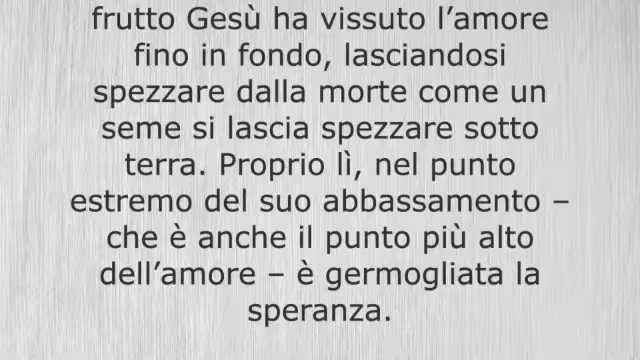 frutto Gesù ha vissuto l’amore
fino in fondo, lasciandosi
spezzare dalla morte come un
seme si lascia spezzare sotto
terra. Proprio lì, nel punto
estremo del suo abbassamento –
che è anche il punto più alto
dell’amore – è germogliata la
speranza.